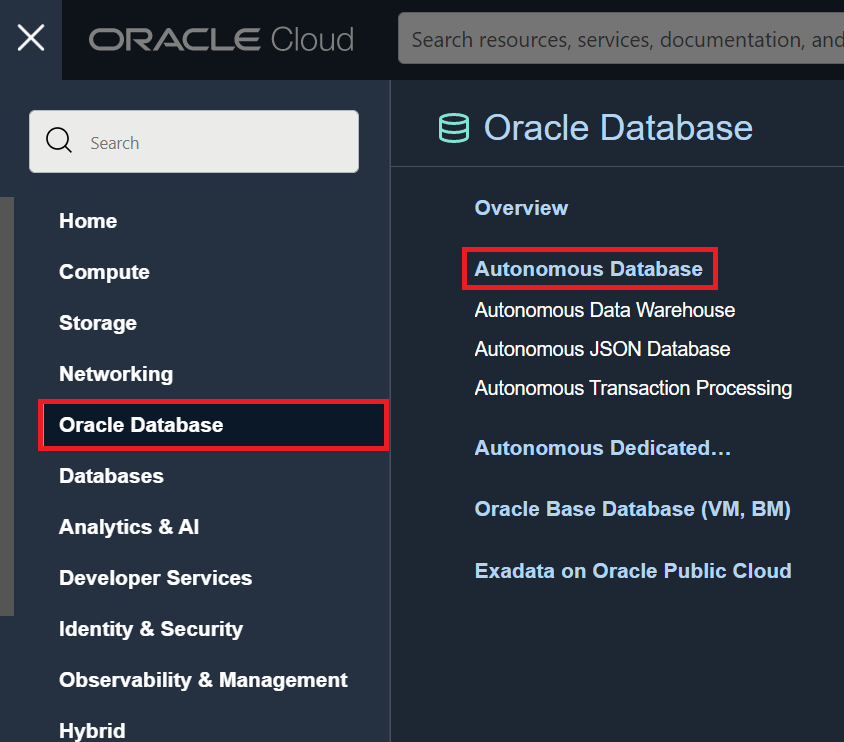 ORACLE Cloud
Search resources, services, documentation, and
Search
Home
Compute
Storage
Networking
Oracle Database
Databases
Analytics & AI
Developer Services
Identity & Security
Observability & Management
Hybrid
Oracle Database
Overview
Autonomous Database
Autonomous Data Warehouse
Autonomous JSON Database
Autonomous Transaction Processing
Autonomous Dedicated...
Oracle Base Database (VM, BM)
Exadata on Oracle Public Cloud